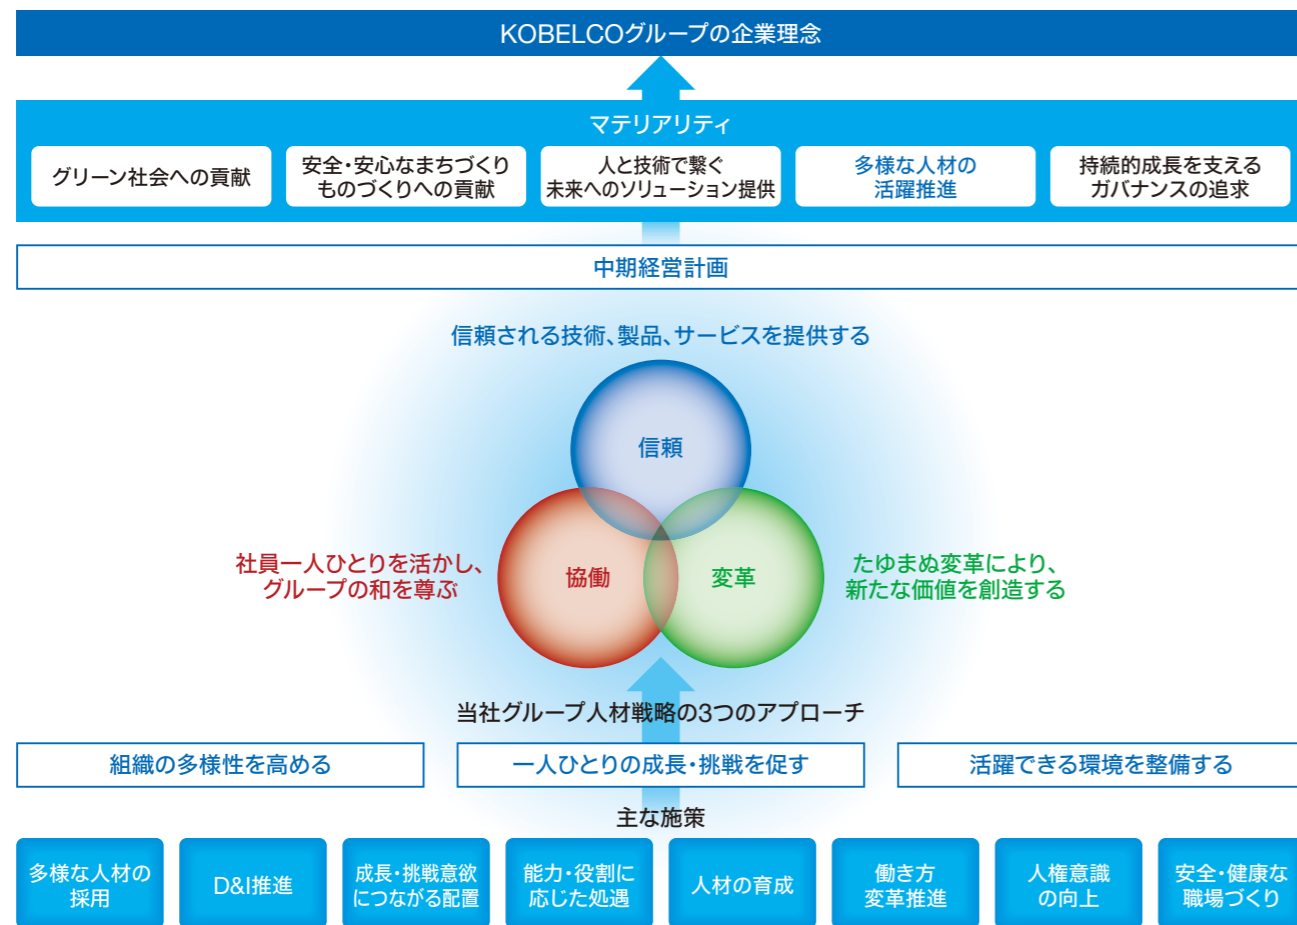 KOBELCOグループの企業理念
マテリアリティ
グリーン社会への貢献
安全・安心なまちづくり
ものづくりへの貢献
人と技術で繋ぐ
未来へのソリューション提供
多様な人材の
活躍推進
持続的成長を支える
ガバナンスの追求
中期経営計画
信頼される技術、製品、サービスを提供する
信頼
社員一人ひとりを活かし、
グループの和を尊ぶ
協働
変革
たゆまぬ変革により、
新たな価値を創造する
当社グループ人材戦略の3つのアプローチ
組織の多様性を高める
一人ひとりの成長・挑戦を促す
活躍できる環境を整備する
主な施策
多様な人材の
採用
D&I推進
成長・挑戦意欲
につながる配置
能力・役割に
応じた処遇
人材の育成
働き方
変革推進
人権意識
の向上
安全・健康な
職場づくり